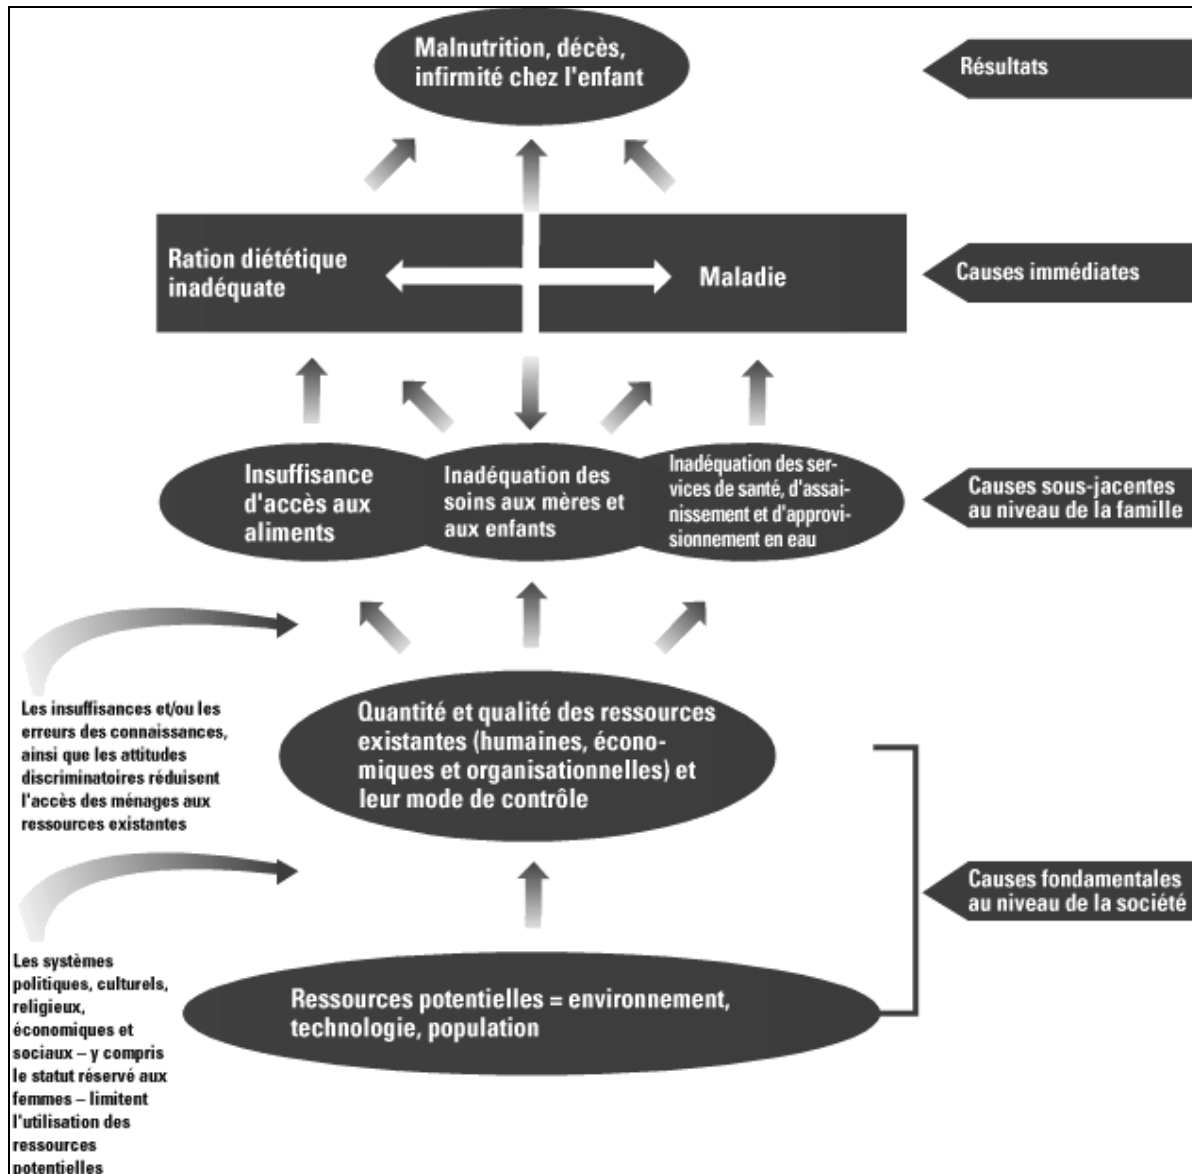 Malnutrition, décès,
infirmité chez l'enfant
Résultats
Ration diététique
inadéquate
Maladie
Causes immédiates
Insuffisance
d'accès aux
aliments
Inadéquation des
soins aux mères et
aux enfants
Inadéquation des ser-
vices de santé, d'assai-
nissement et d'approvi-
sionnement en eau
Causes sous-jacentes
au niveau de la famille
Les insuffisances et/ou les
erreurs des connaissances,
ainsi que les attitudes
discriminatoires réduisent
l'accès des ménages aux
ressources existantes
Quantité et qualité des ressources
existantes (humaines, écono-
miques et organisationnelles) et
leur mode de contrôle
Causes fondamentales
au niveau de la société
Les systèmes
politiques, culturels,
religieux,
économiques et
sociaux – y compris
le statut réservé aux
femmes – limitent
l'utilisation des
ressources
potentielles
Ressources potentielles = environnement,
technologie, population